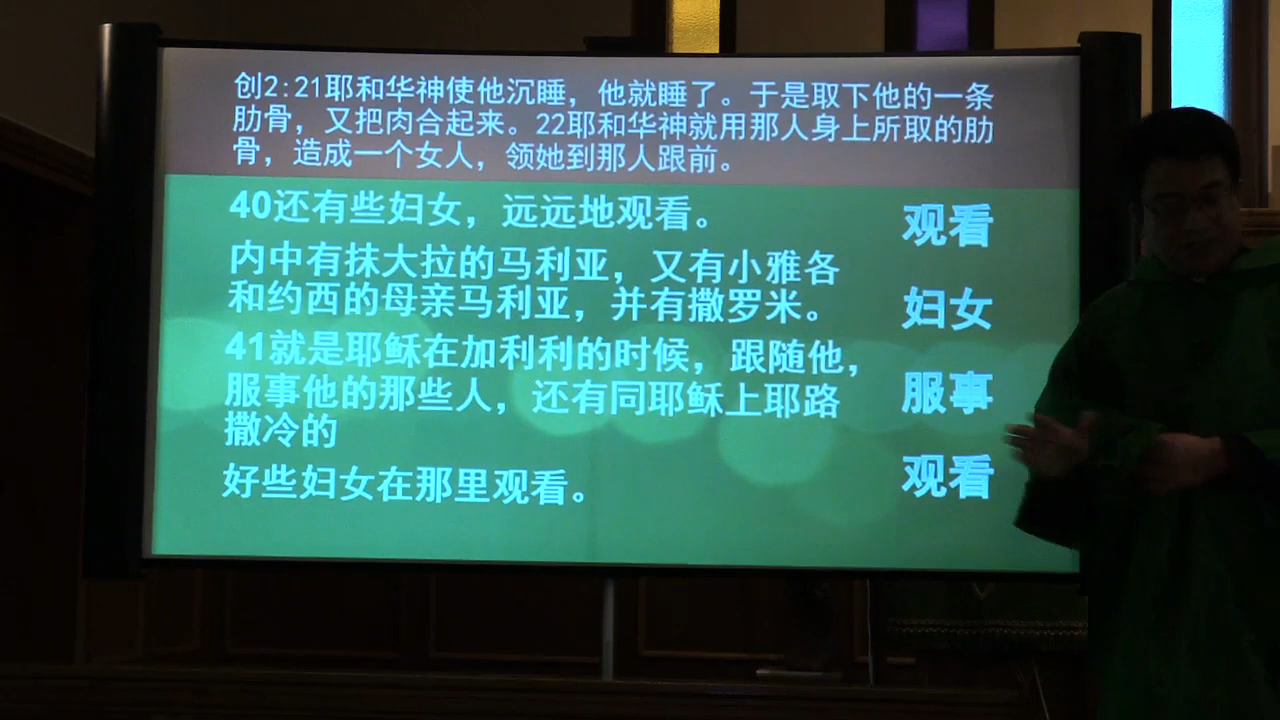 创2:21耶和华神使他沉睡，他就睡了。于是取下他的一条
肋骨，又把肉合起来。22耶和华神就用那人身上所取的肋
骨，造成一个女人，领她到那人跟前。
40还有些妇女，远远地观看。
观看
内中有抹大拉的马利亚，又有小雅各
和约西的母亲马利亚，并有撒罗米。
妇女
41就是耶稣在加利利的时候，跟随他，
服事他的那些人，还有同耶稣上耶路
撒冷的
服事
好些妇女在那里观看。
观看